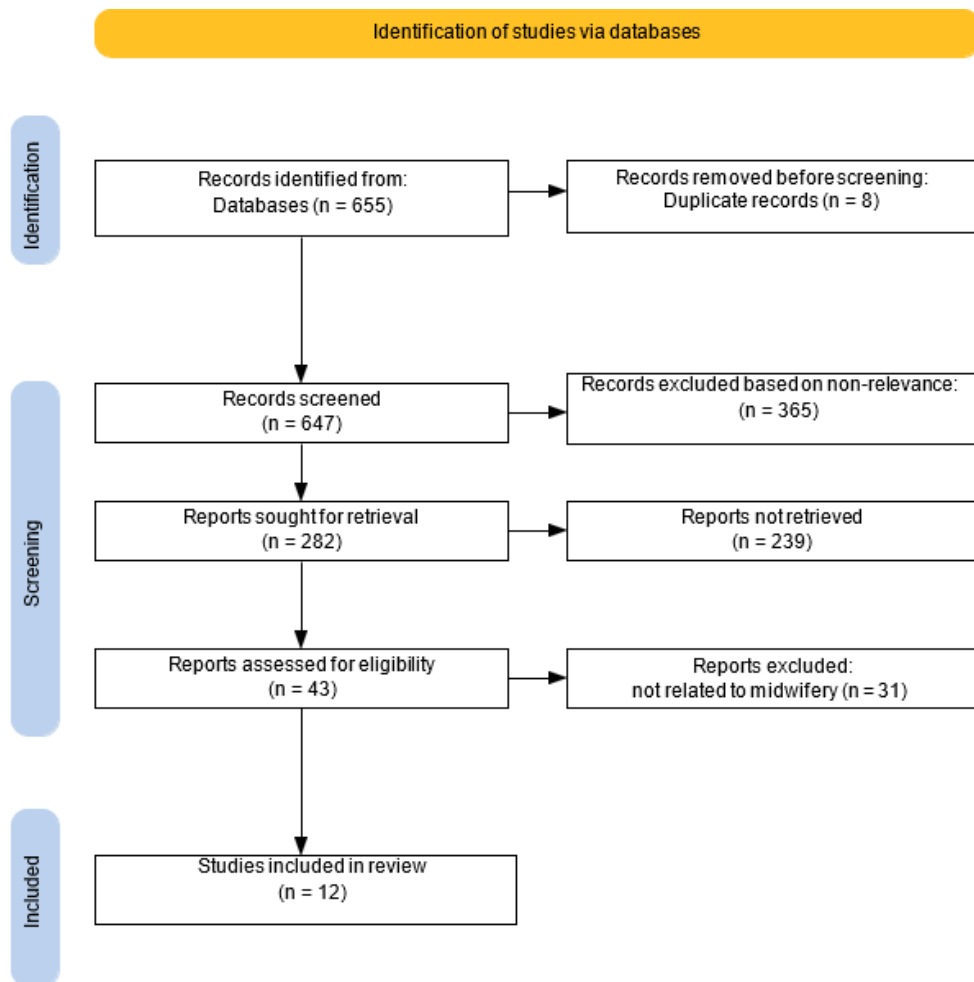 Identification of studies via databases
Identification
Records identified from:
Databases (n = 655)
Records removed before screening:
Duplicate records (n = 8)
Screening
Records screened
(n = 647)
Records excluded based on non-relevance:
(n = 365)
Reports sought for retrieval
(n = 282)
Reports not retrieved
(n = 239)
Reports assessed for eligibility
(n = 43)
Reports excluded:
not related to midwifery (n = 31)
Included
Studies included in review
(n = 12)